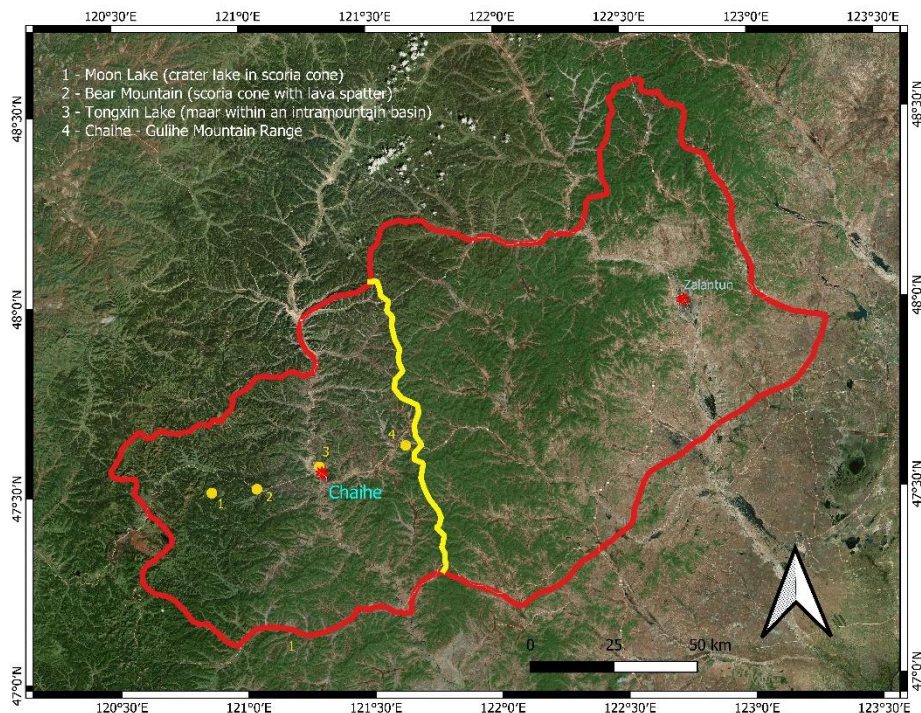 120°30'E 121°0'E 121°30'E 122°0'E 122°30'E 123°0'E 123°30'E
1 - Moon Lake (crater lake in scoria cone)
2 - Bear Mountain (scoria cone with lava spatter)
3 - Tongxin Lake (maar within an intramountain basin)
4 - Chaihe - Gulihe Mountain Range
48°30'N 48°30'N
48°0'N 48°0'N
Zalantun
4
3
Chaihe
1 2
47°30'N 47°30'N
1
0 25 50 km
47°0'N 47°0'N
120°30'E 121°0'E 121°30'E 122°0'E 122°30'E 123°0'E 123°30'E